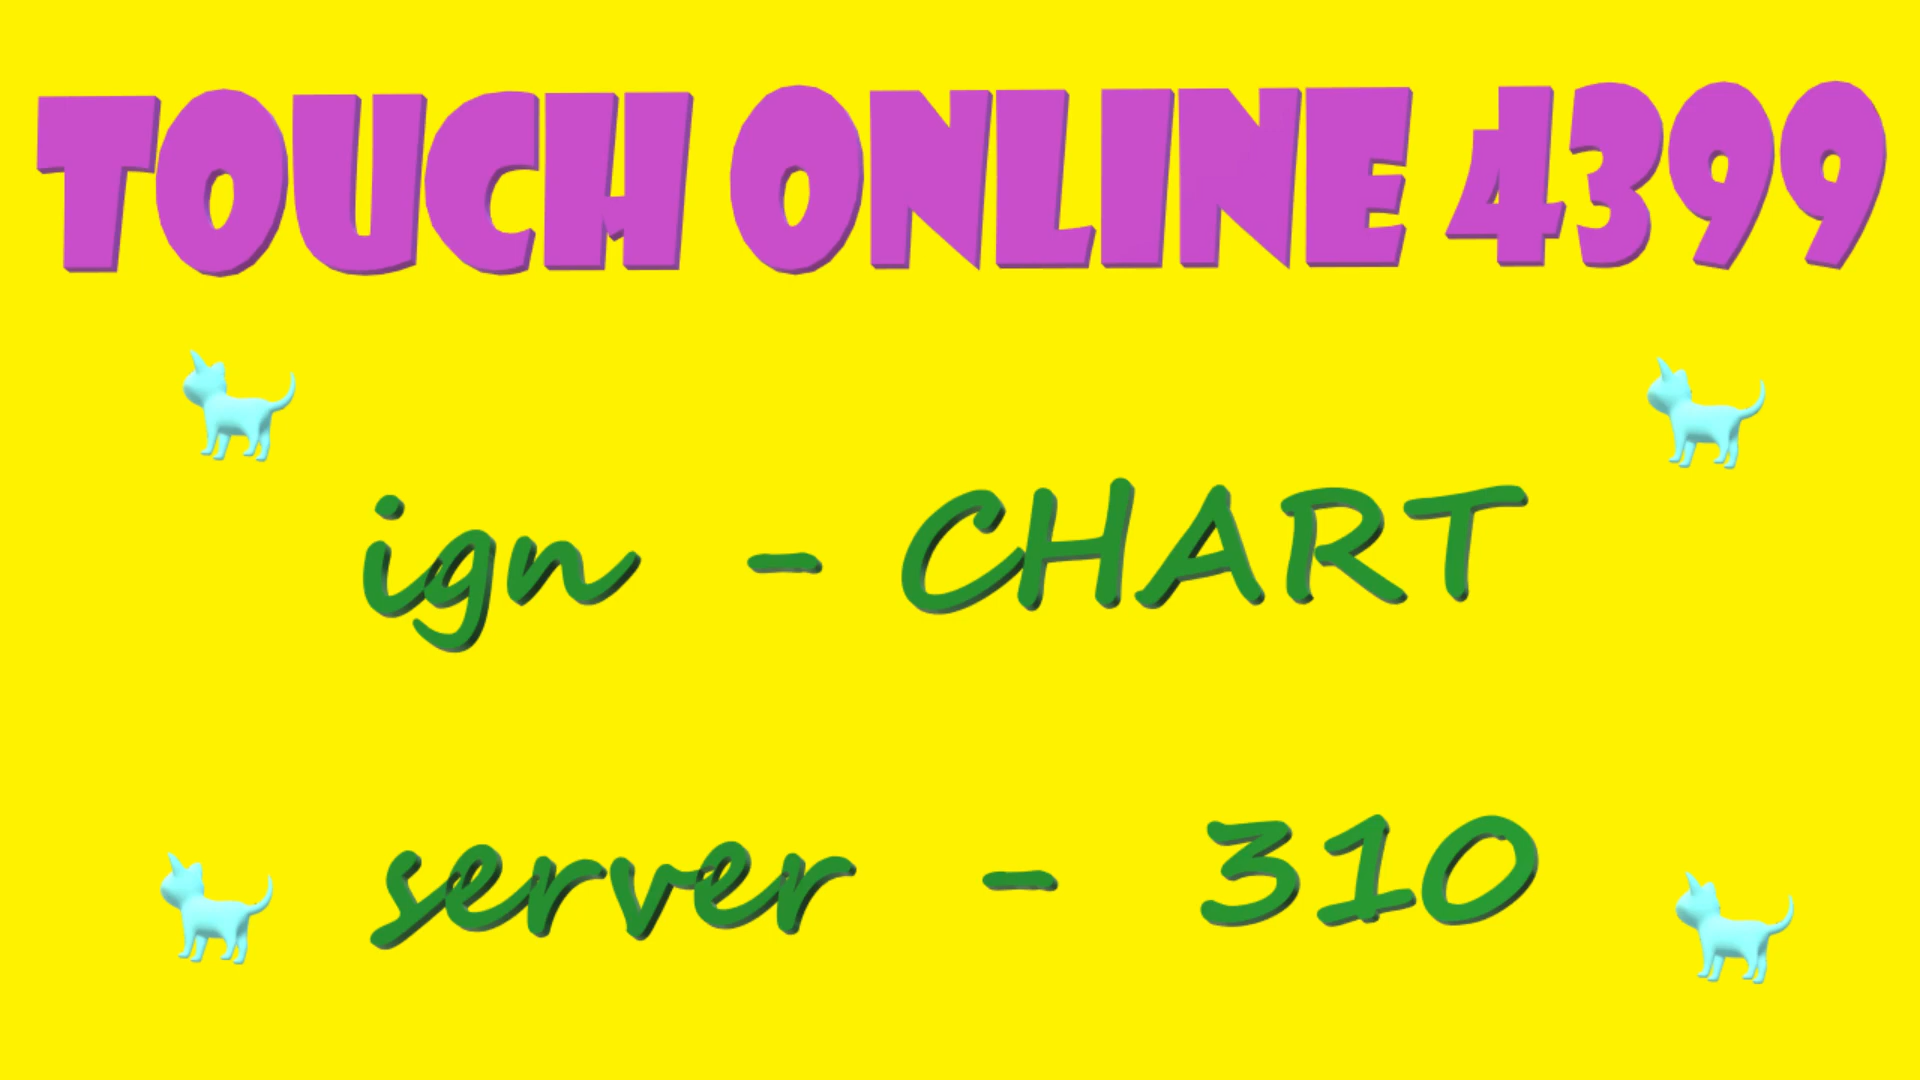 TOUCH ONLINE 4399
ign - CHART
server - 310